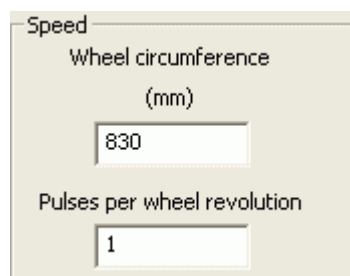 Speed
Wheel circumference
(mm)
830
Pulses per wheel revolution
1